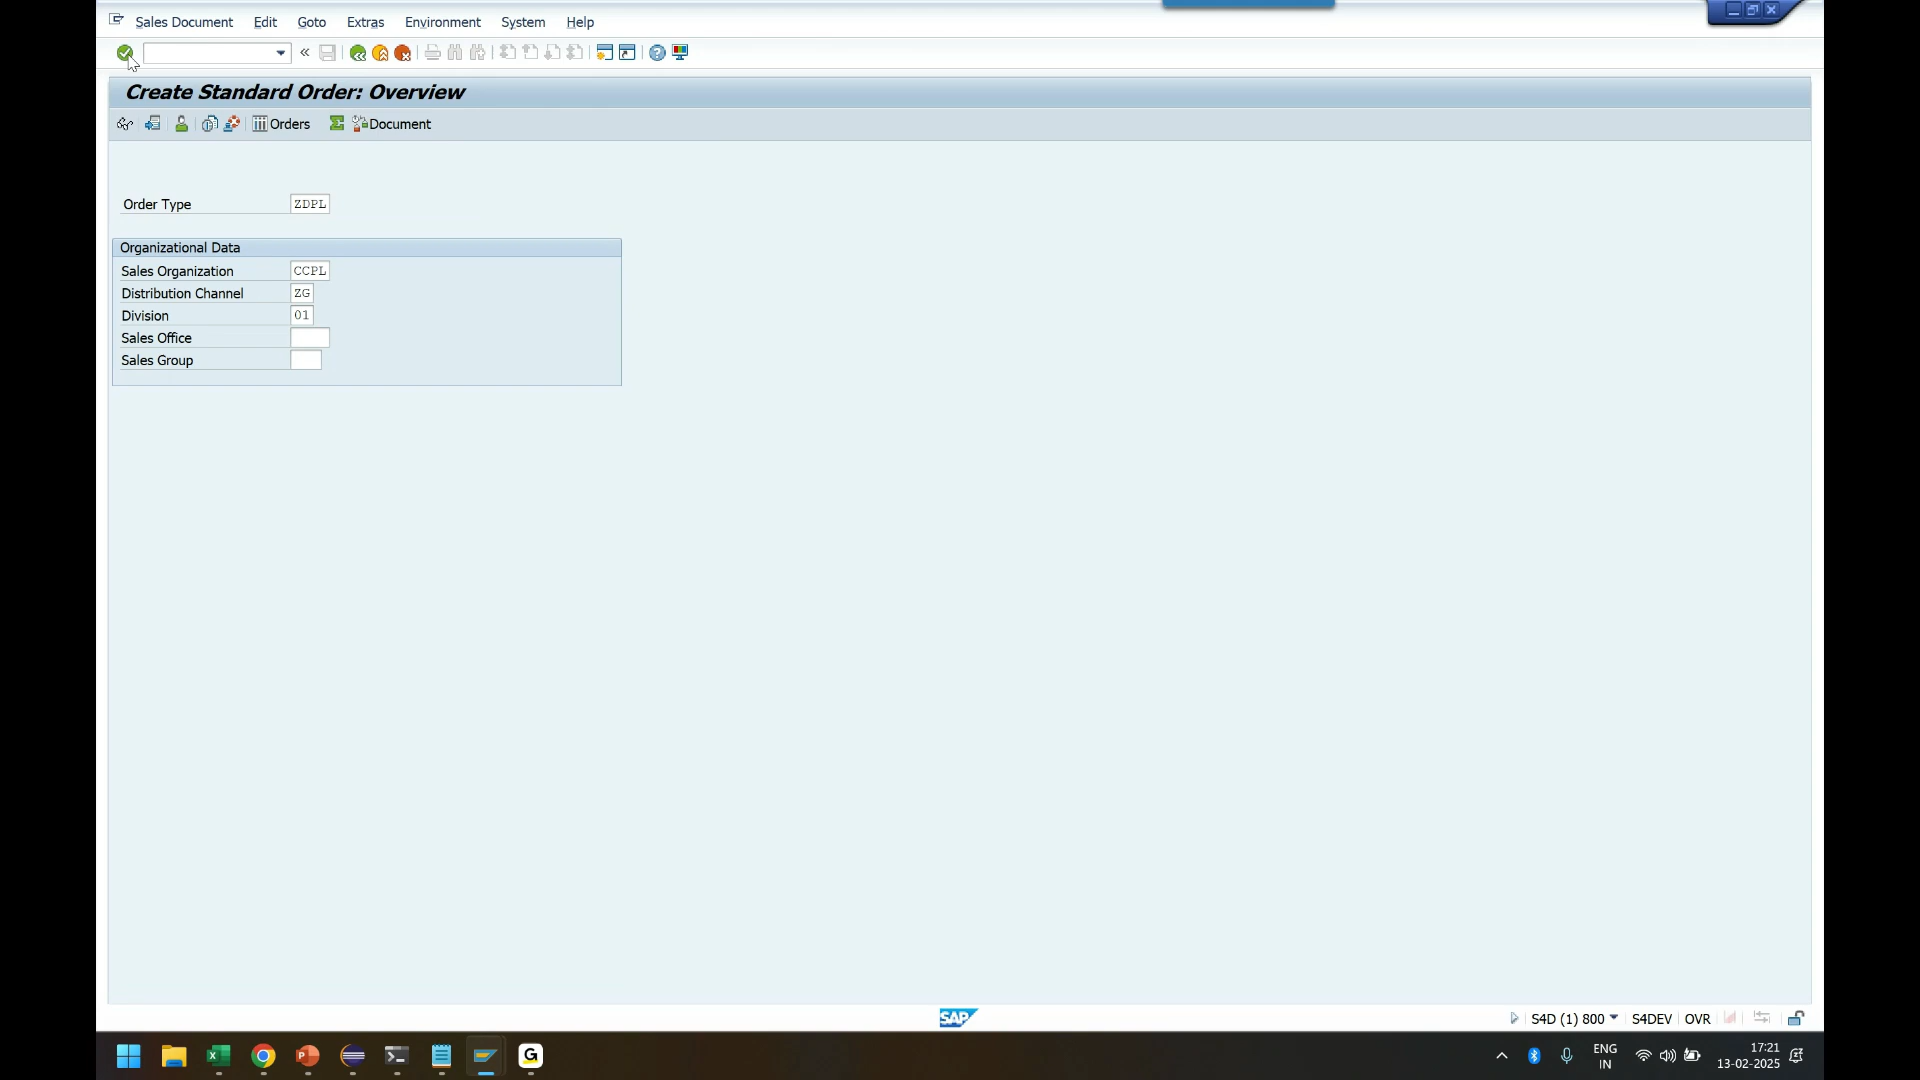 Sales Document Edit Goto Extras Environment System Help
Create Standard Order: Overview
Orders Document
Order Type ZDPL
Organizational Data
Sales Organization CCPL
Distribution Channel ZG
Division 01
Sales Office
Sales Group
SAP
S4D (1) 800 S4DEV OVR
G
ENG
IN
17:21
13-02-2025